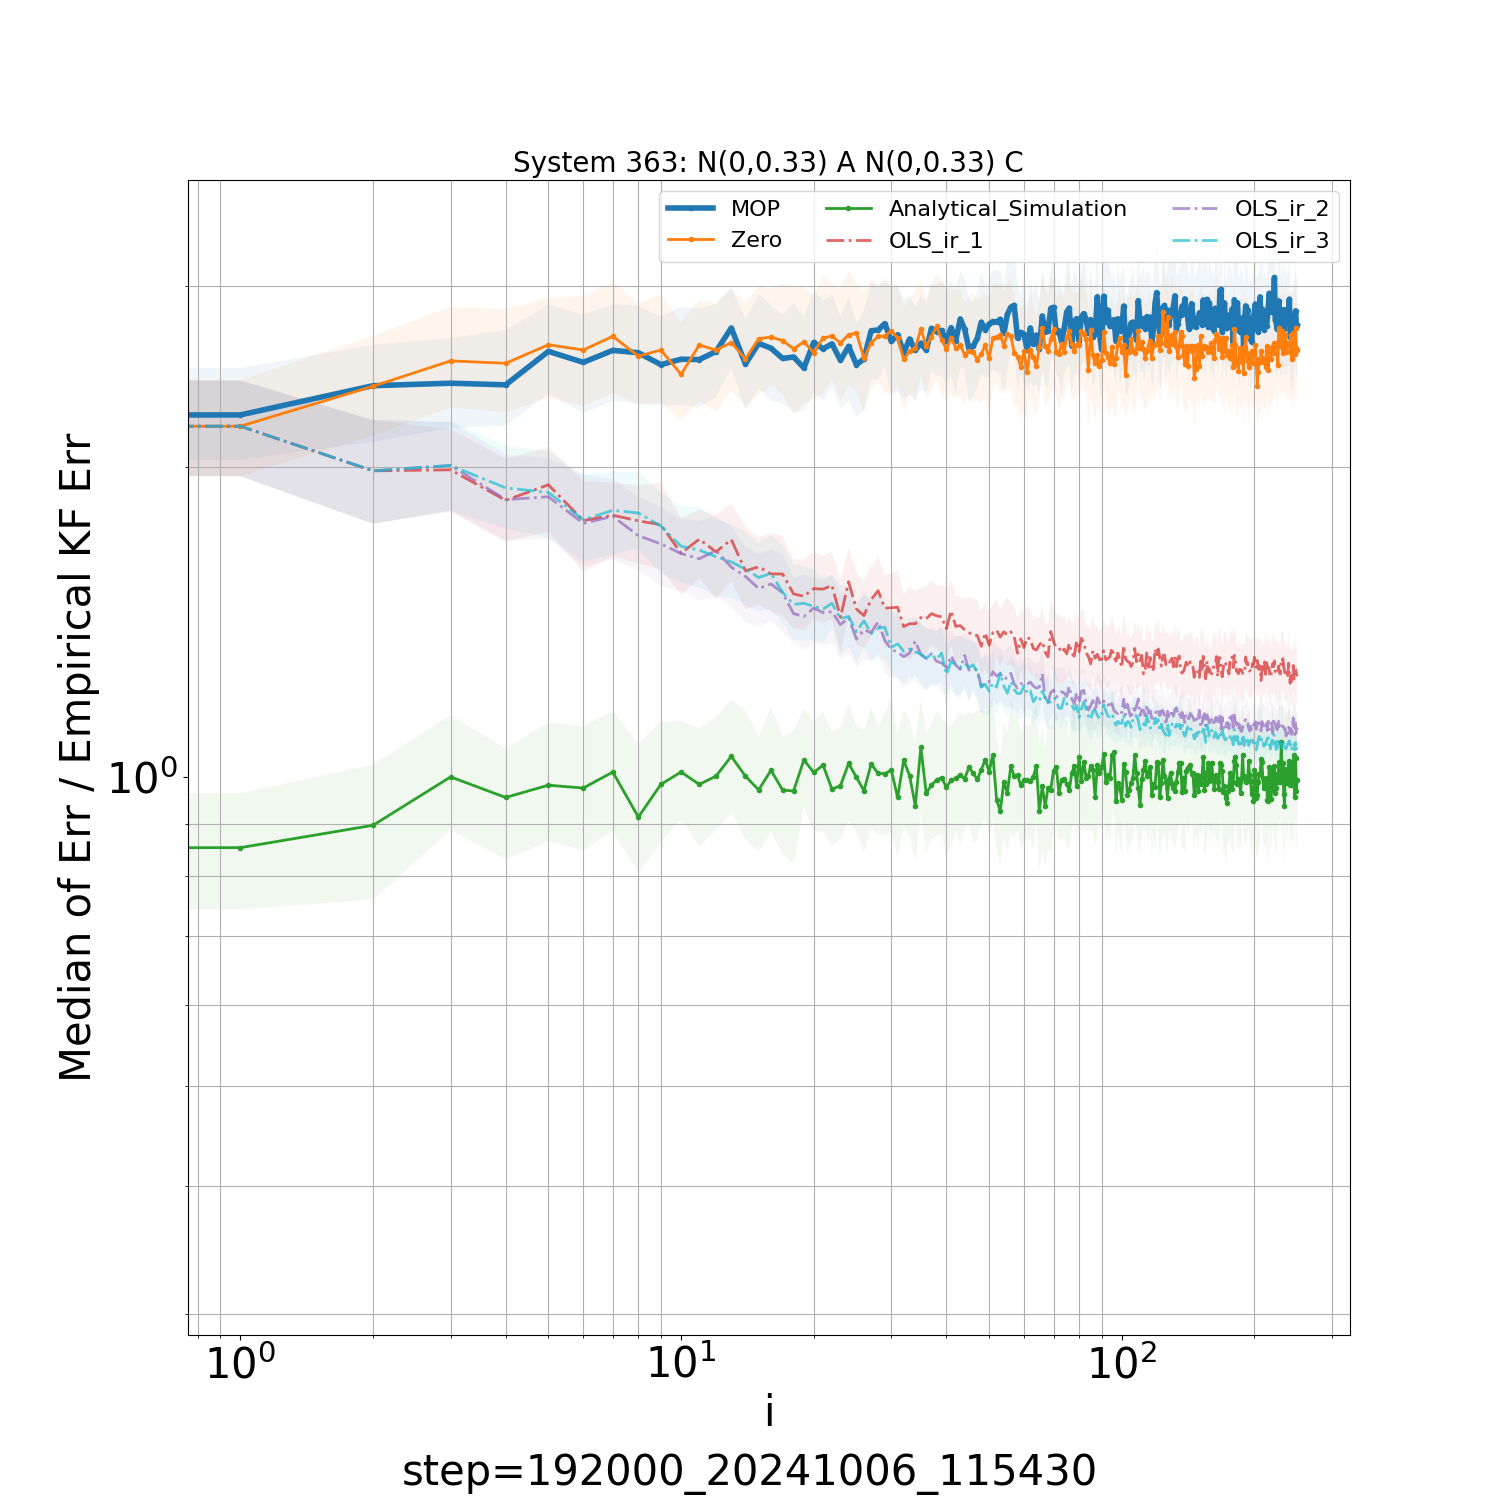 System 363: N(0,0.33) A N(0,0.33) C
MOP
Zero
Analytical_Simulation
OLS_ir_1
OLS_ir_2
OLS_ir_3
Median of Err / Empirical KF Err
10⁰
10⁰ 10¹ 10²
i
step=192000_20241006_115430